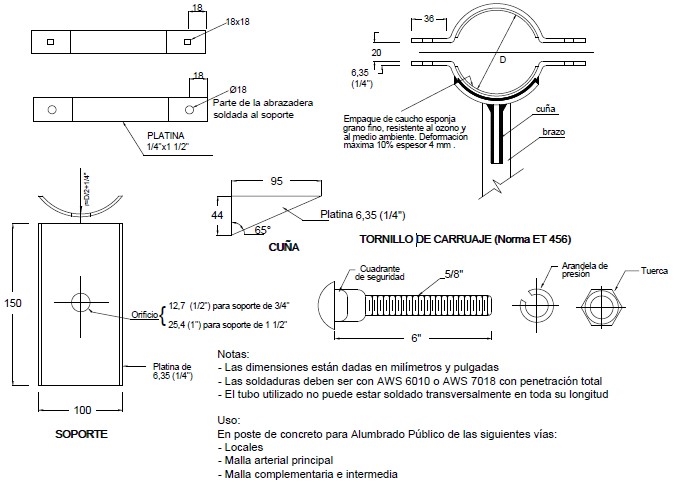 18
18x18
18
Ø18
Parte de la abrazadera
soldada al soporte
PLATINA
1/4"x1 1/2"
36
20
6,35
(1/4")
D
Empaque de caucho esponja
grano fino, resistente al ozono y
al medio ambiente. Deformación
máxima 10% espesor 4 mm .
cuña
brazo
r=D/2+1/4"
95
44
65°
Platina 6,35 (1/4")
CUÑA
TORNILLO DE CARRUAJE (Norma ET 456)
Cuadrante
de seguridad
5/8"
6"
Arandela de
presión
Tuerca
150
Orificio
12,7 (1/2") para soporte de 3/4"
25,4 (1") para soporte de 1 1/2"
Platina de
6,35 (1/4")
100
SOPORTE
Notas:
- Las dimensiones están dadas en milímetros y pulgadas
- Las soldaduras deben ser con AWS 6010 o AWS 7018 con penetración total
- El tubo utilizado no puede estar soldado transversalmente en toda su longitud
Uso:
En poste de concreto para Alumbrado Público de las siguientes vías:
- Locales
- Malla arterial principal
- Malla complementaria e intermedia